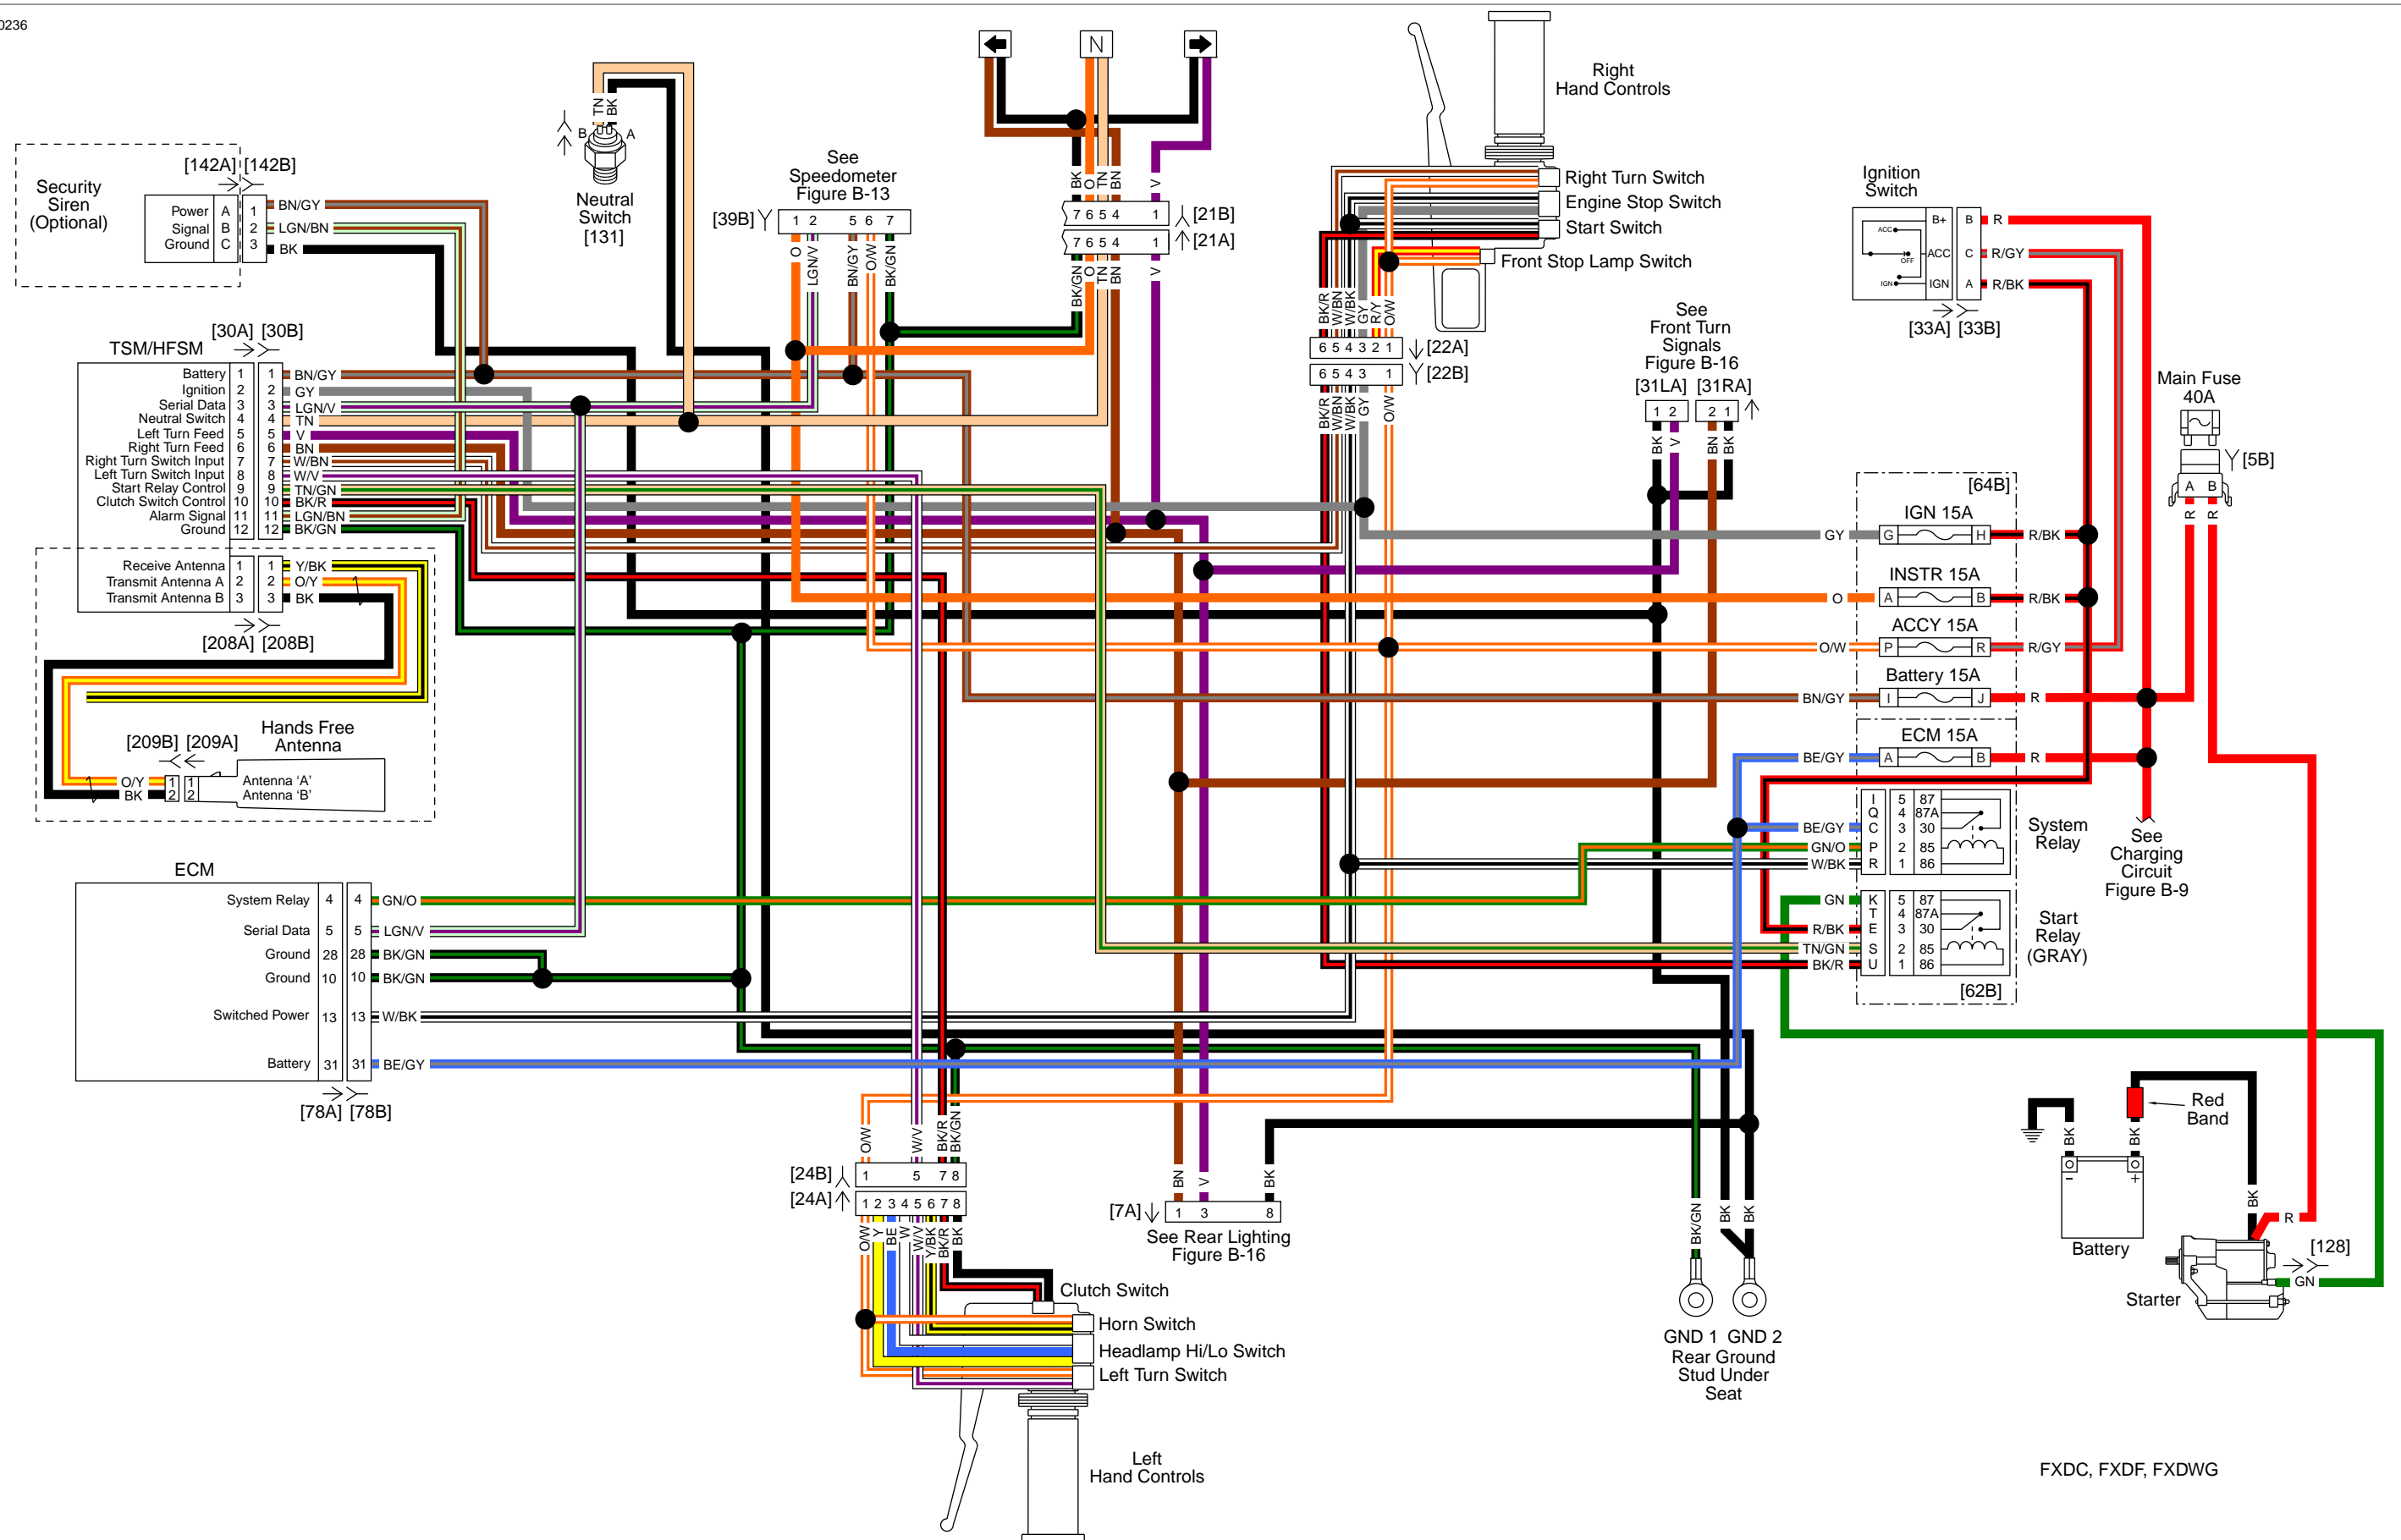 0236
N
Right
Hand Controls
Right Turn Switch
Engine Stop Switch
Start Switch
Front Stop Lamp Switch
TN
BK
B
A
Neutral
Switch
[131]
[142A] [142B]
Security
Siren
(Optional)
Power A 1 BN/GY
Signal B 2 LGN/BN
Ground C 3 BK
See
Speedometer
Figure B-13
[39B] 1 2 5 6 7
O LGN/V BN/GY O/W BK/GN
BK O TN BN V
7 6 5 4 1 [21B]
7 6 5 4 1 [21A]
BK/GN O TN BN V
BK/R W/BN W/BK GY R/Y O/W
6 5 4 3 2 1 [22A]
6 5 4 3 1 [22B]
BK/R W/BN W/BK GY O/W
Ignition
Switch
ACC
OFF
IGN
B+ B R
ACC C R/GY
IGN A R/BK
[33A] [33B]
See
Front Turn
Signals
Figure B-16
[31LA] [31RA]
1 2 2 1
BK V BN BK
Main Fuse
40A
[5B]
A B
R R
[30A] [30B]
TSM/HFSM
Battery 1 1 BN/GY
Ignition 2 2 GY
Serial Data 3 3 LGN/V
Neutral Switch 4 4 TN
Left Turn Feed 5 5 V
Right Turn Feed 6 6 BN
Right Turn Switch Input 7 7 W/BN
Left Turn Switch Input 8 8 W/V
Start Relay Control 9 9 TN/GN
Clutch Switch Control 10 10 BK/R
Alarm Signal 11 11 LGN/BN
Ground 12 12 BK/GN
Receive Antenna 1 1 Y/BK
Transmit Antenna A 2 2 O/Y
Transmit Antenna B 3 3 BK
[208A] [208B]
Hands Free
Antenna
[209B] [209A]
O/Y 1 1 Antenna ‘A’
BK 2 2 Antenna ‘B’
[64B]
IGN 15A
GY G H R/BK
INSTR 15A
O A B R/BK
ACCY 15A
O/W P R R/GY
Battery 15A
BN/GY I J R
ECM 15A
BE/GY A B R
I 5 87
Q 4 87A
BE/GY C 3 30
GN/O P 2 85
W/BK R 1 86
System
Relay
GN K 5 87
T 4 87A
R/BK E 3 30
TN/GN S 2 85
BK/R U 1 86
Start
Relay
(GRAY)
[62B]
See
Charging
Circuit
Figure B-9
ECM
System Relay 4 4 GN/O
Serial Data 5 5 LGN/V
Ground 28 28 BK/GN
Ground 10 10 BK/GN
Switched Power 13 13 W/BK
Battery 31 31 BE/GY
[78A] [78B]
O/W W/V BK/R BK/GN
[24B] 1 5 7 8
[24A] 1 2 3 4 5 6 7 8
O/W Y BE W W/V Y/BK BK/R BK
Clutch Switch
Horn Switch
Headlamp Hi/Lo Switch
Left Turn Switch
Left
Hand Controls
BN V BK
[7A] 1 3 8
See Rear Lighting
Figure B-16
BK/GN BK BK
GND 1 GND 2
Rear Ground
Stud Under
Seat
Red
Band
BK BK BK
- +
Battery
R
[128]
GN
Starter
FXDC, FXDF, FXDWG